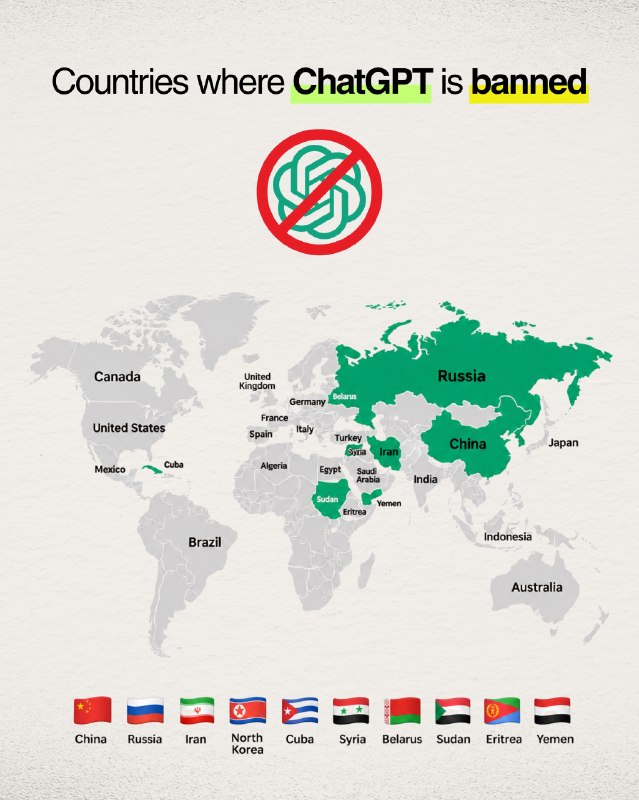 Countries where ChatGPT is banned
Canada
United States
Mexico
Cuba
Brazil
United
Kingdom
Germany
France
Spain
Italy
Belarus
Russia
Turkey
Syria
Iran
China
Japan
Algeria
Egypt
Saudi
Arabia
India
Sudan
Eritrea
Yemen
Indonesia
Australia
China
Russia
Iran
North
Korea
Cuba
Syria
Belarus
Sudan
Eritrea
Yemen